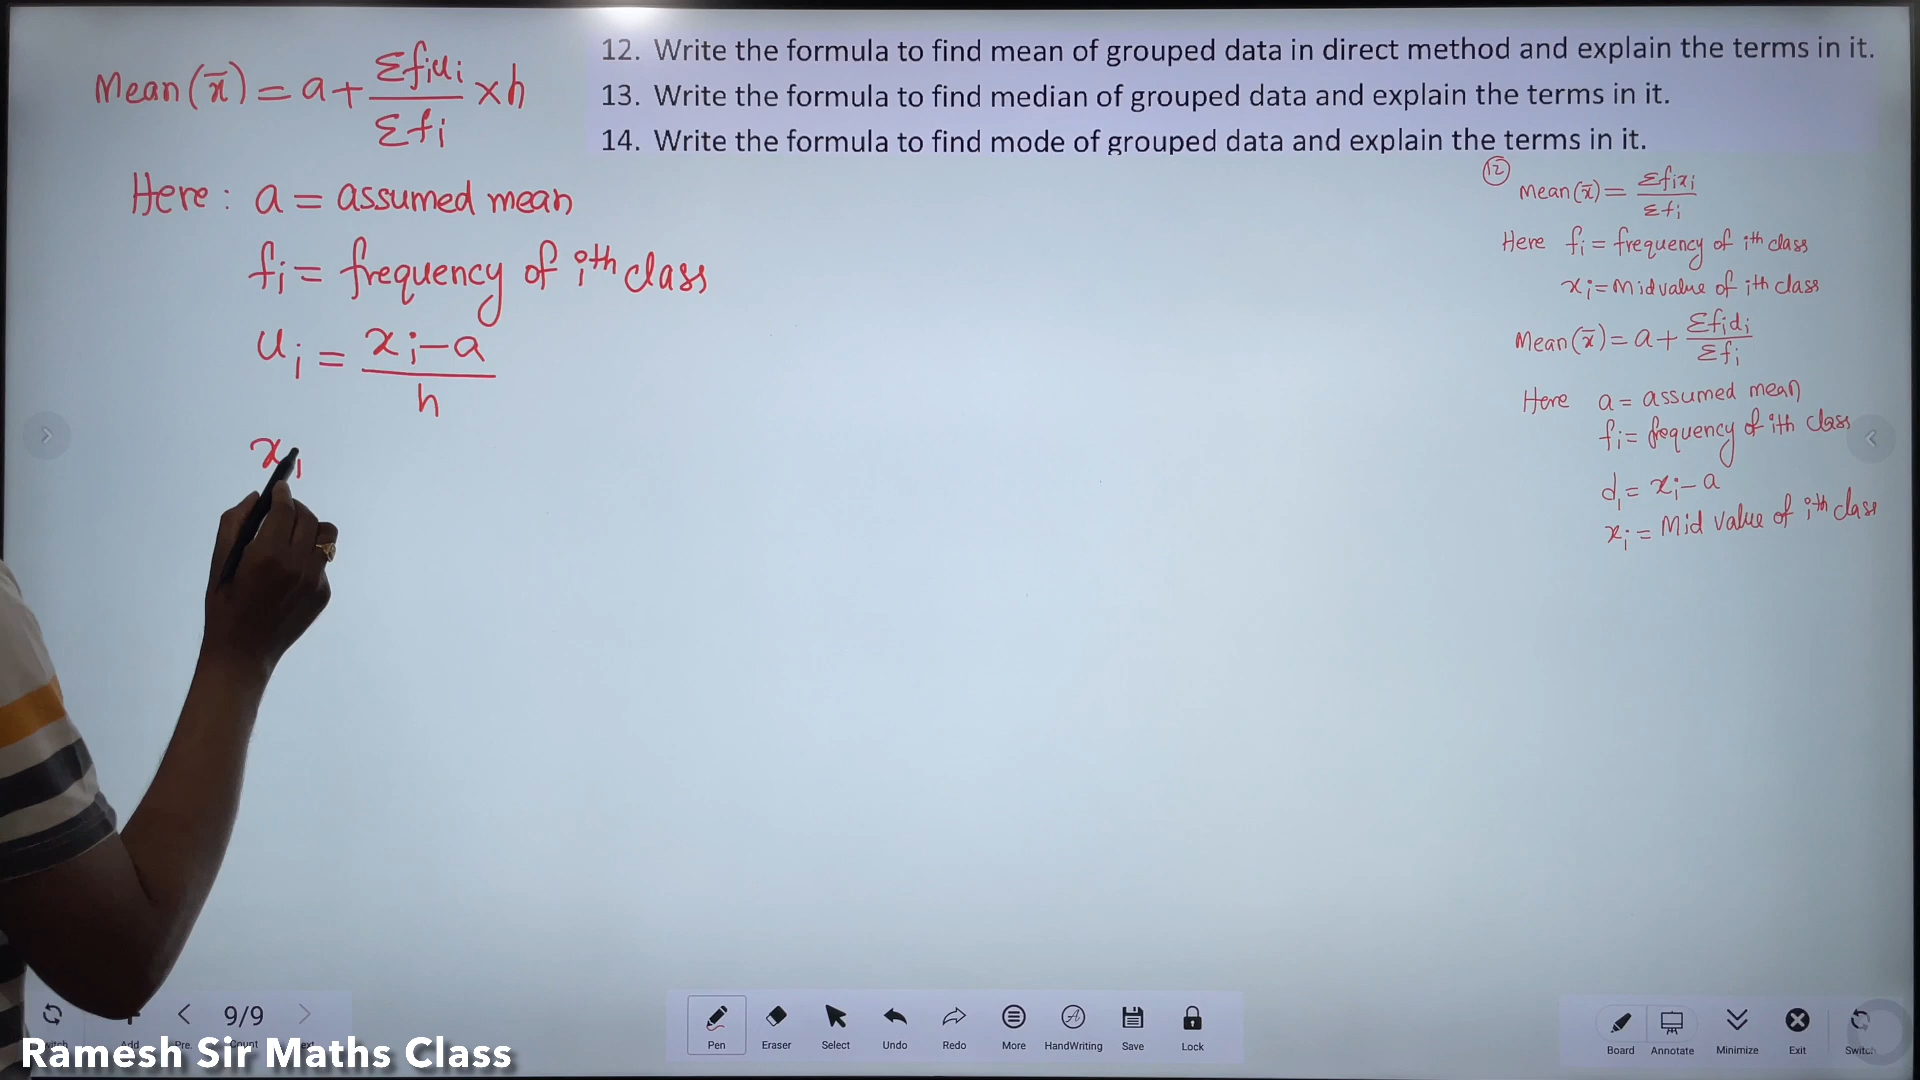 12. Write the formula to find mean of grouped data in direct method and explain the terms in it.
13. Write the formula to find median of grouped data and explain the terms in it.
14. Write the formula to find mode of grouped data and explain the terms in it.
Mean (x̄) = a + Σfᵢuᵢ / Σfᵢ × h
Here : a = assumed mean
fᵢ = frequency of iᵗʰ class
uᵢ = xᵢ - a / h
xᵢ
⑫ Mean (x̄) = Σfᵢxᵢ / Σfᵢ
Here fᵢ = frequency of iᵗʰ class
xᵢ = Midvalue of iᵗʰ class
Mean (x̄) = a + Σfᵢdᵢ / Σfᵢ
Here a = assumed mean
fᵢ = frequency of ith class
dᵢ = xᵢ - a
xᵢ = Mid value of iᵗʰ class
9/9
Pen Eraser Select Undo Redo More HandWriting Save Lock
Board Annotate Minimize Exit Switch
Ramesh Sir Maths Class